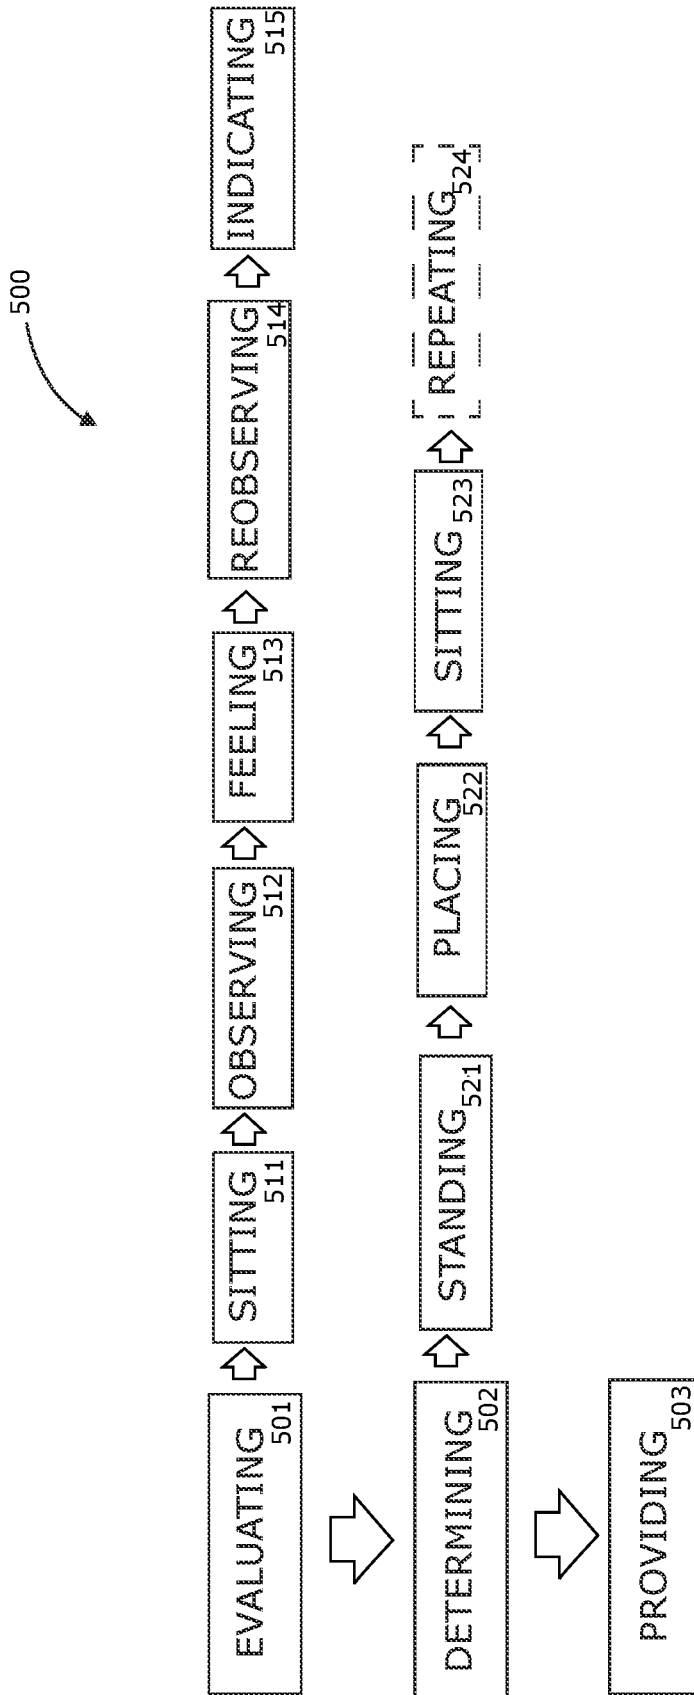 500
EVALUATING
501
SITTING
511
OBSERVING
512
FEELING
513
REOBSERVING
514
INDICATING
515
DETERMINING
502
STANDING
521
PLACING
522
SITTING
523
REPEATING
524
PROVIDING
503